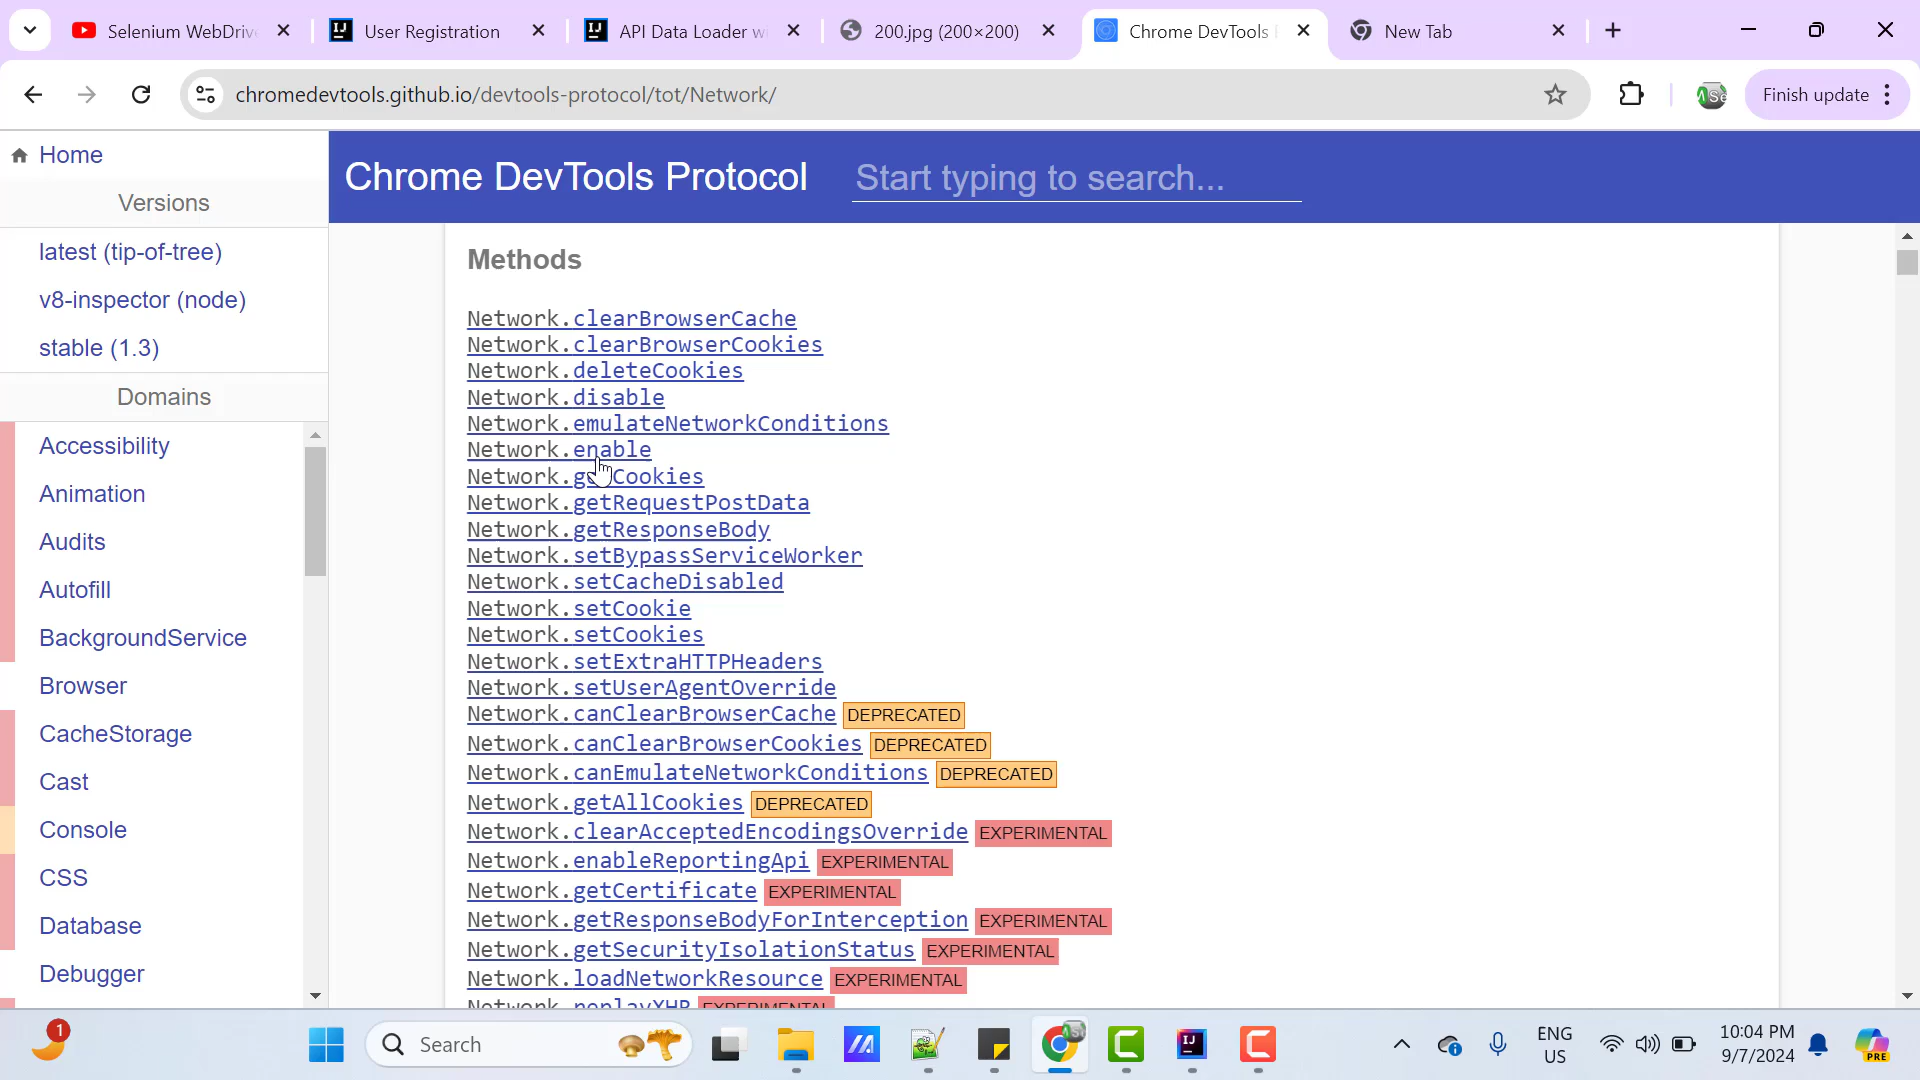 Selenium WebDriv
User Registration
API Data Loader w
200.jpg (200×200)
Chrome DevTools
New Tab
chromedevtools.github.io/devtools-protocol/tot/Network/
Finish update
Home
Versions
latest (tip-of-tree)
v8-inspector (node)
stable (1.3)
Domains
Accessibility
Animation
Audits
Autofill
BackgroundService
Browser
CacheStorage
Cast
Console
CSS
Database
Debugger
Chrome DevTools Protocol
Start typing to search...
Methods
Network.clearBrowserCache
Network.clearBrowserCookies
Network.deleteCookies
Network.disable
Network.emulateNetworkConditions
Network.enable
Network.getCookies
Network.getRequestPostData
Network.getResponseBody
Network.setBypassServiceWorker
Network.setCacheDisabled
Network.setCookie
Network.setCookies
Network.setExtraHTTPHeaders
Network.setUserAgentOverride
Network.canClearBrowserCache DEPRECATED
Network.canClearBrowserCookies DEPRECATED
Network.canEmulateNetworkConditions DEPRECATED
Network.getAllCookies DEPRECATED
Network.clearAcceptedEncodingsOverride EXPERIMENTAL
Network.enableReportingApi EXPERIMENTAL
Network.getCertificate EXPERIMENTAL
Network.getResponseBodyForInterception EXPERIMENTAL
Network.getSecurityIsolationStatus EXPERIMENTAL
Network.loadNetworkResource EXPERIMENTAL
Network.replayXHR EXPERIMENTAL
1
Search
ENG
US
10:04 PM
9/7/2024
PRE